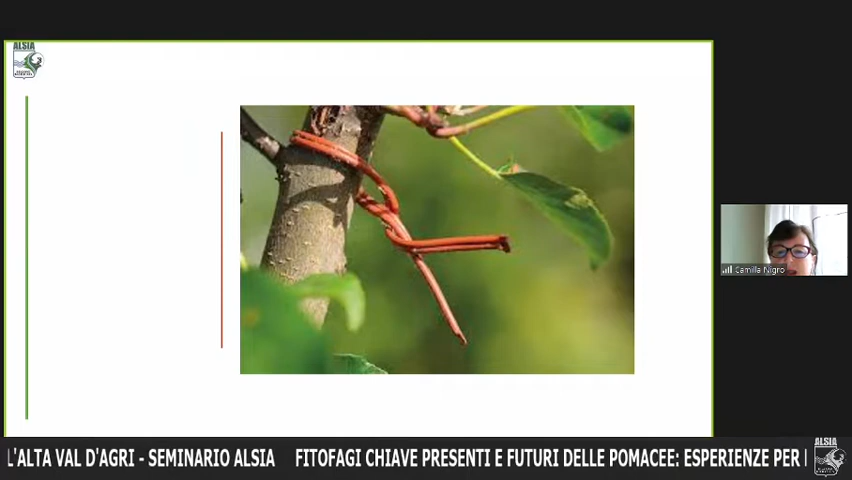 ALSIA
Camilla Nigro
L'ALTA VAL D'AGRI - SEMINARIO ALSIA FITOFAGI CHIAVE PRESENTI E FUTURI DELLE POMACEE: ESPERIENZE PER
ALSIA